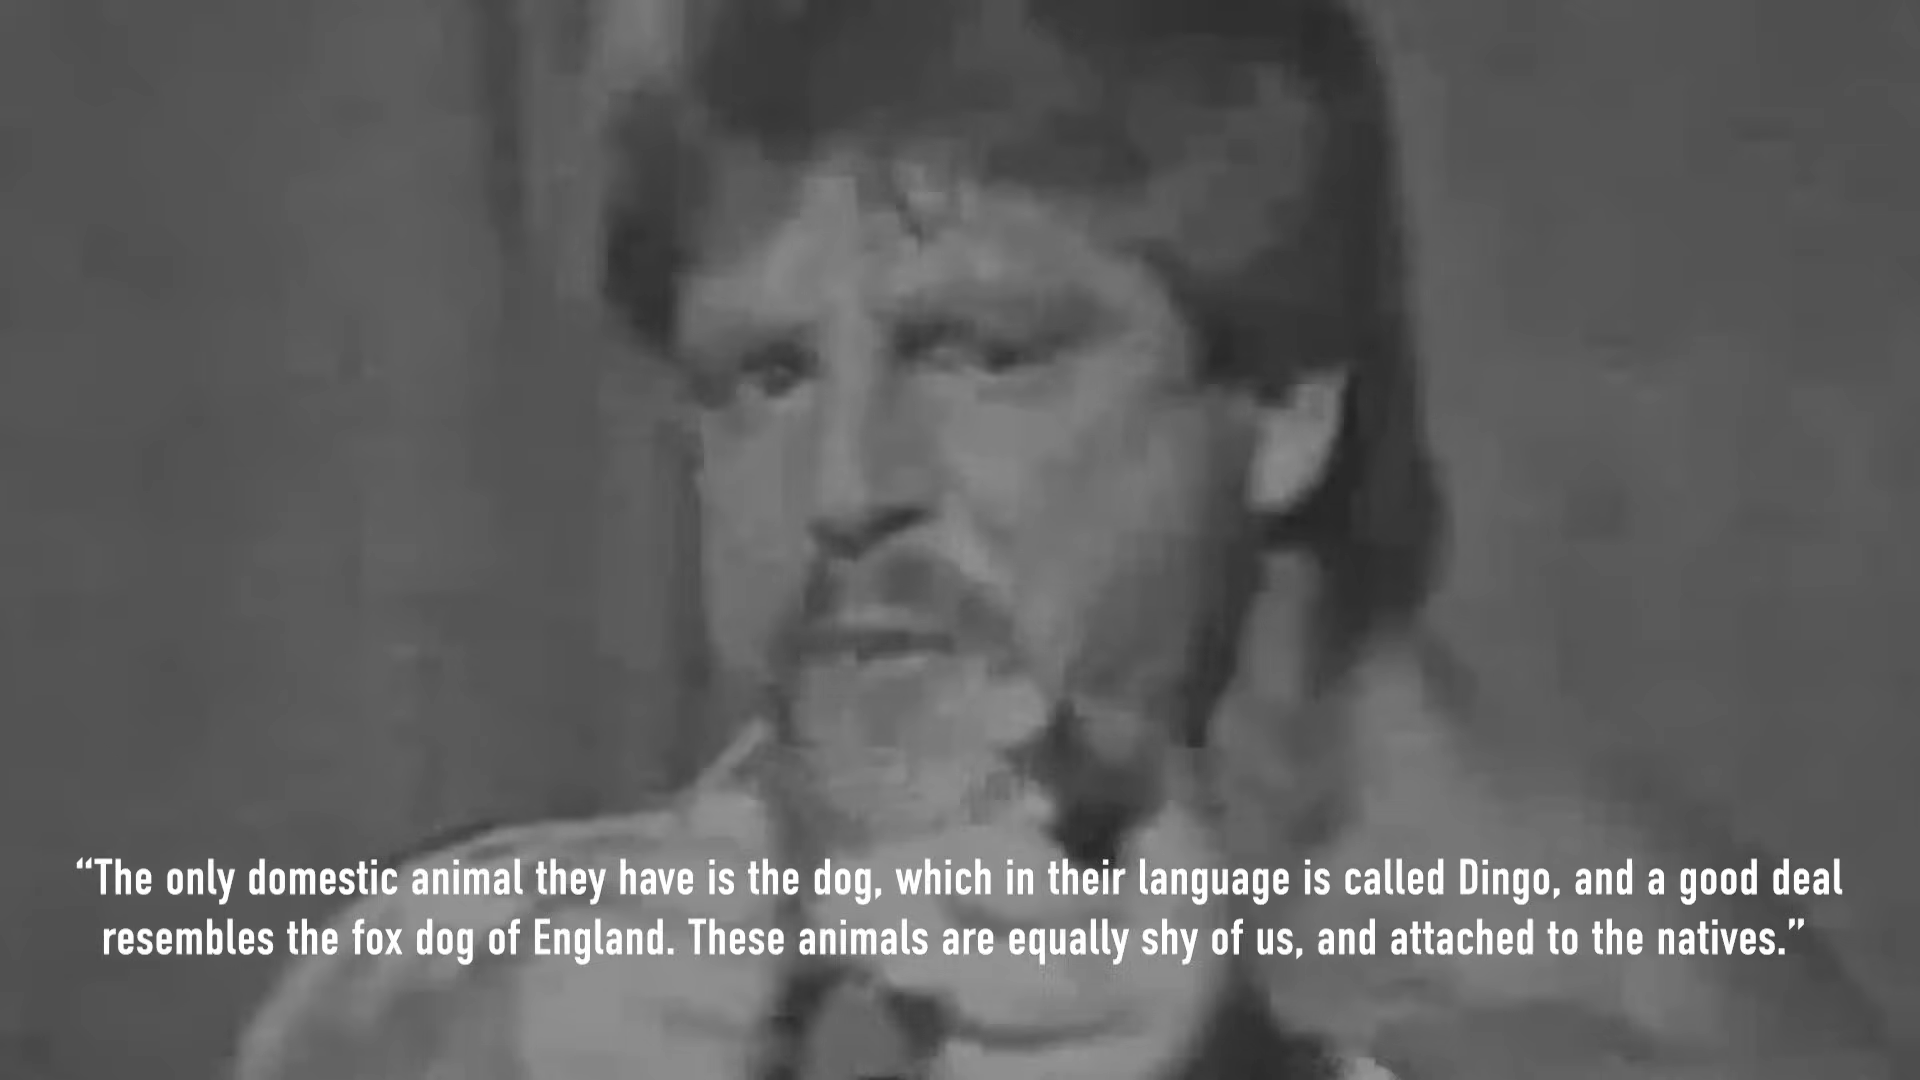 “The only domestic animal they have is the dog, which in their language is called Dingo, and a good deal
resembles the fox dog of England. These animals are equally shy of us, and attached to the natives.”